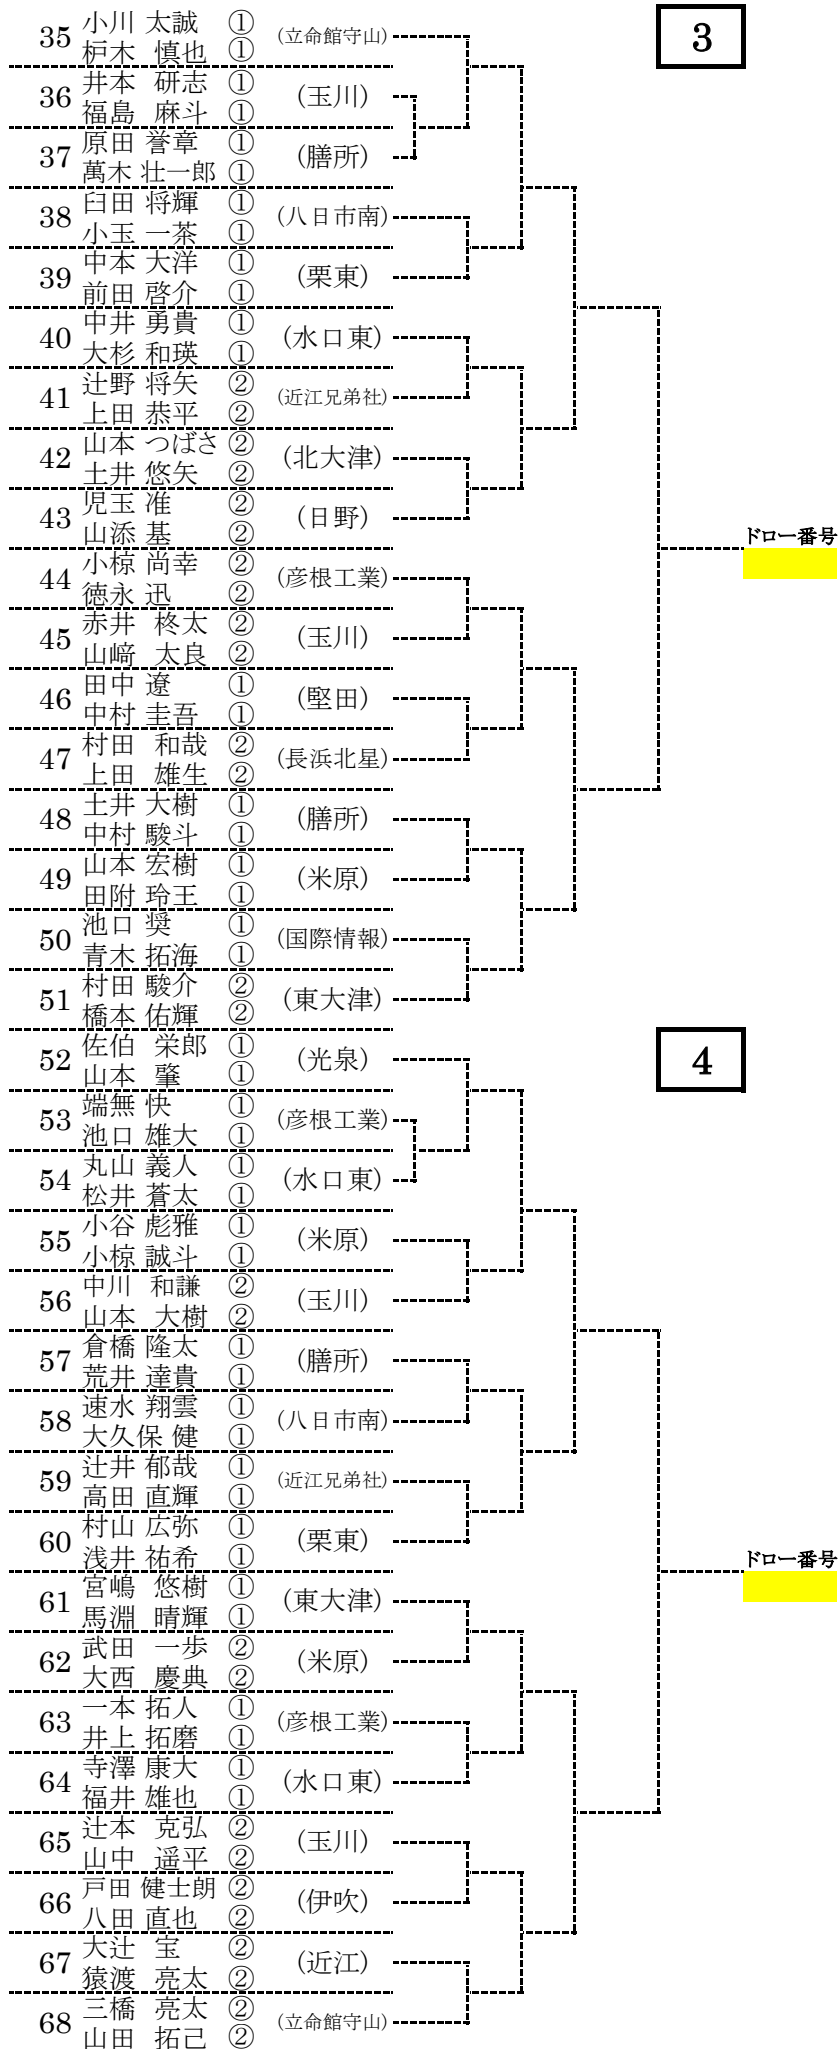 3
35 小川 太誠 ① (立命館守山)
枦木 慎也 ①
36 井本 研志 ① (玉川)
福島 麻斗 ①
37 原田 誉章 ① (膳所)
萬木 壮一郎 ①
38 臼田 将輝 ① (八日市南)
小玉 一茶 ①
39 中本 大洋 ① (栗東)
前田 啓介 ①
40 中井 勇貴 ① (水口東)
大杉 和瑛 ①
41 辻野 将矢 ② (近江兄弟社)
上田 恭平 ②
42 山本 つばさ ② (北大津)
土井 悠矢 ②
43 児玉 准 ② (日野)
山添 基 ②
ドロー番号
44 小椋 尚幸 ② (彦根工業)
徳永 迅 ②
45 赤井 柊太 ② (玉川)
山﨑 太良 ②
46 田中 遼 ① (堅田)
中村 圭吾 ①
47 村田 和哉 ② (長浜北星)
上田 雄生 ②
48 土井 大樹 ① (膳所)
中村 駿斗 ①
49 山本 宏樹 ① (米原)
田附 玲王 ①
50 池口 奨 ① (国際情報)
青木 拓海 ①
51 村田 駿介 ② (東大津)
橋本 佑輝 ②
4
52 佐伯 栄郎 ① (光泉)
山本 肇 ①
53 端無 快 ① (彦根工業)
池口 雄大 ①
54 丸山 義人 ① (水口東)
松井 蒼太 ①
55 小谷 彪雅 ① (米原)
小椋 誠斗 ①
56 中川 和謙 ② (玉川)
山本 大樹 ②
57 倉橋 隆太 ① (膳所)
荒井 達貴 ①
58 速水 翔雲 ① (八日市南)
大久保 健 ①
59 辻井 郁哉 ① (近江兄弟社)
高田 直輝 ①
60 村山 広弥 ① (栗東)
浅井 祐希 ①
ドロー番号
61 宮嶋 悠樹 ① (東大津)
馬淵 晴輝 ①
62 武田 一歩 ② (米原)
大西 慶典 ②
63 一本 拓人 ① (彦根工業)
井上 拓磨 ①
64 寺澤 康大 ① (水口東)
福井 雄也 ①
65 辻本 克弘 ② (玉川)
山中 遥平 ②
66 戸田 健士朗 ② (伊吹)
八田 直也 ②
67 大辻 宝 ② (近江)
猿渡 亮太 ②
68 三橋 亮太 ② (立命館守山)
山田 拓己 ②